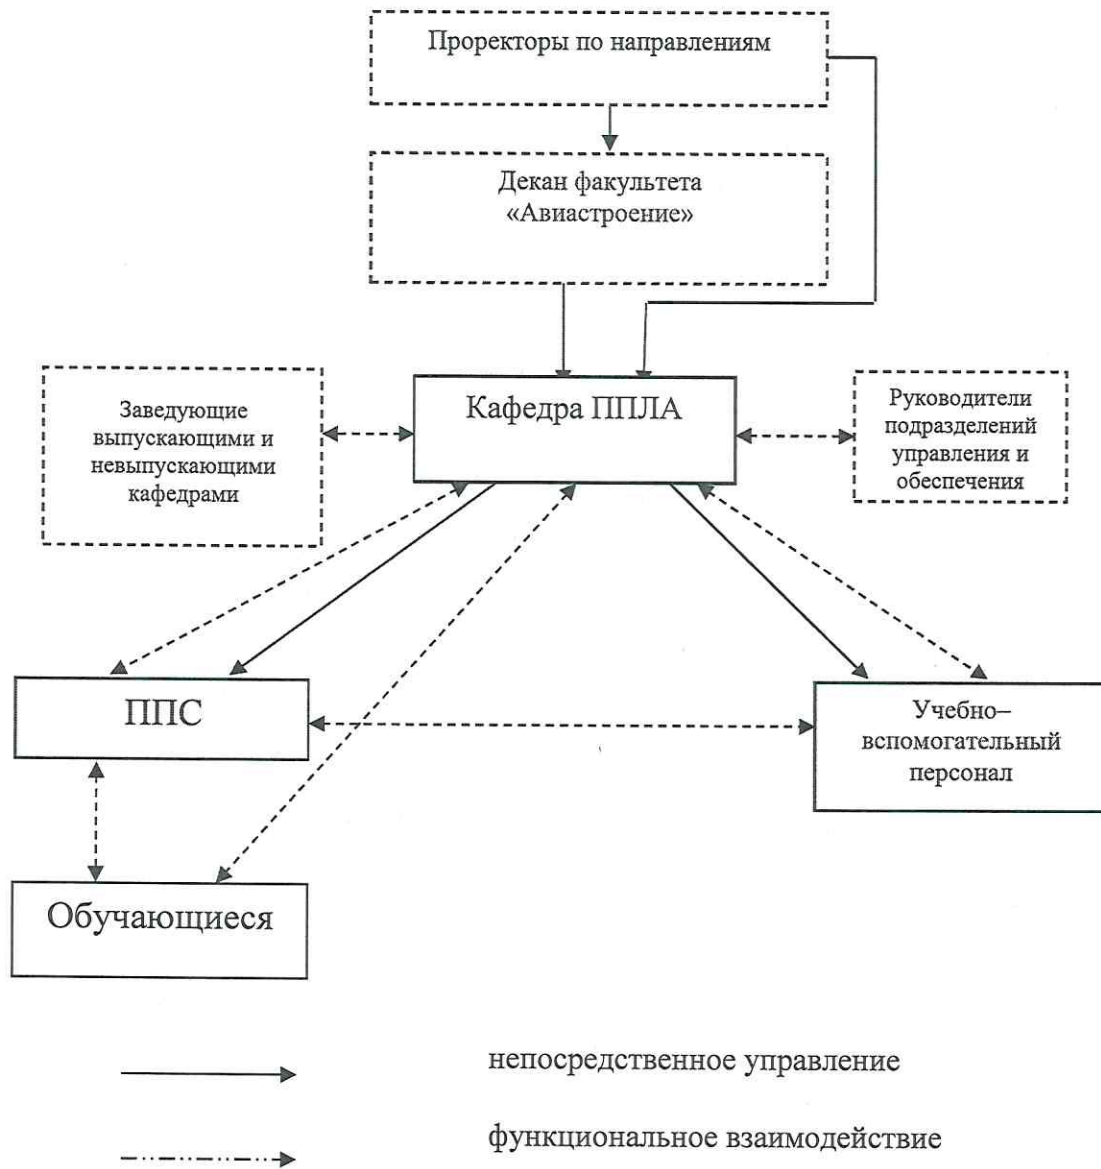 Проректоры по направлениям
Декан факультета
«Авиастроение»
Заведующие
выпускающими и
невыпускающими
кафедрами
Кафедра ППЛА
Руководители
подразделений
управления и
обеспечения
ППС
Учебно–
вспомогательный
персонал
Обучающиеся
непосредственное управление
функциональное взаимодействие